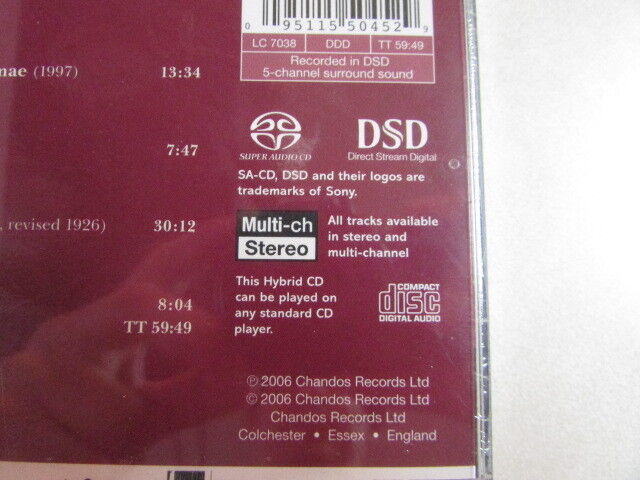 0 95115 50452 9
LC 7038 DDD TT 59:49
Recorded in DSD
5-channel surround sound
nae (1997) 13:34
7:47
SUPER AUDIO CD
DSD
Direct Stream Digital
SA-CD, DSD and their logos are
trademarks of Sony.
, revised 1926) 30:12
Multi-ch
Stereo
All tracks available
in stereo and
multi-channel
This Hybrid CD
can be played on
any standard CD
player.
COMPACT
disc
DIGITAL AUDIO
8:04
TT 59:49
℗ 2006 Chandos Records Ltd
© 2006 Chandos Records Ltd
Chandos Records Ltd
Colchester • Essex • England